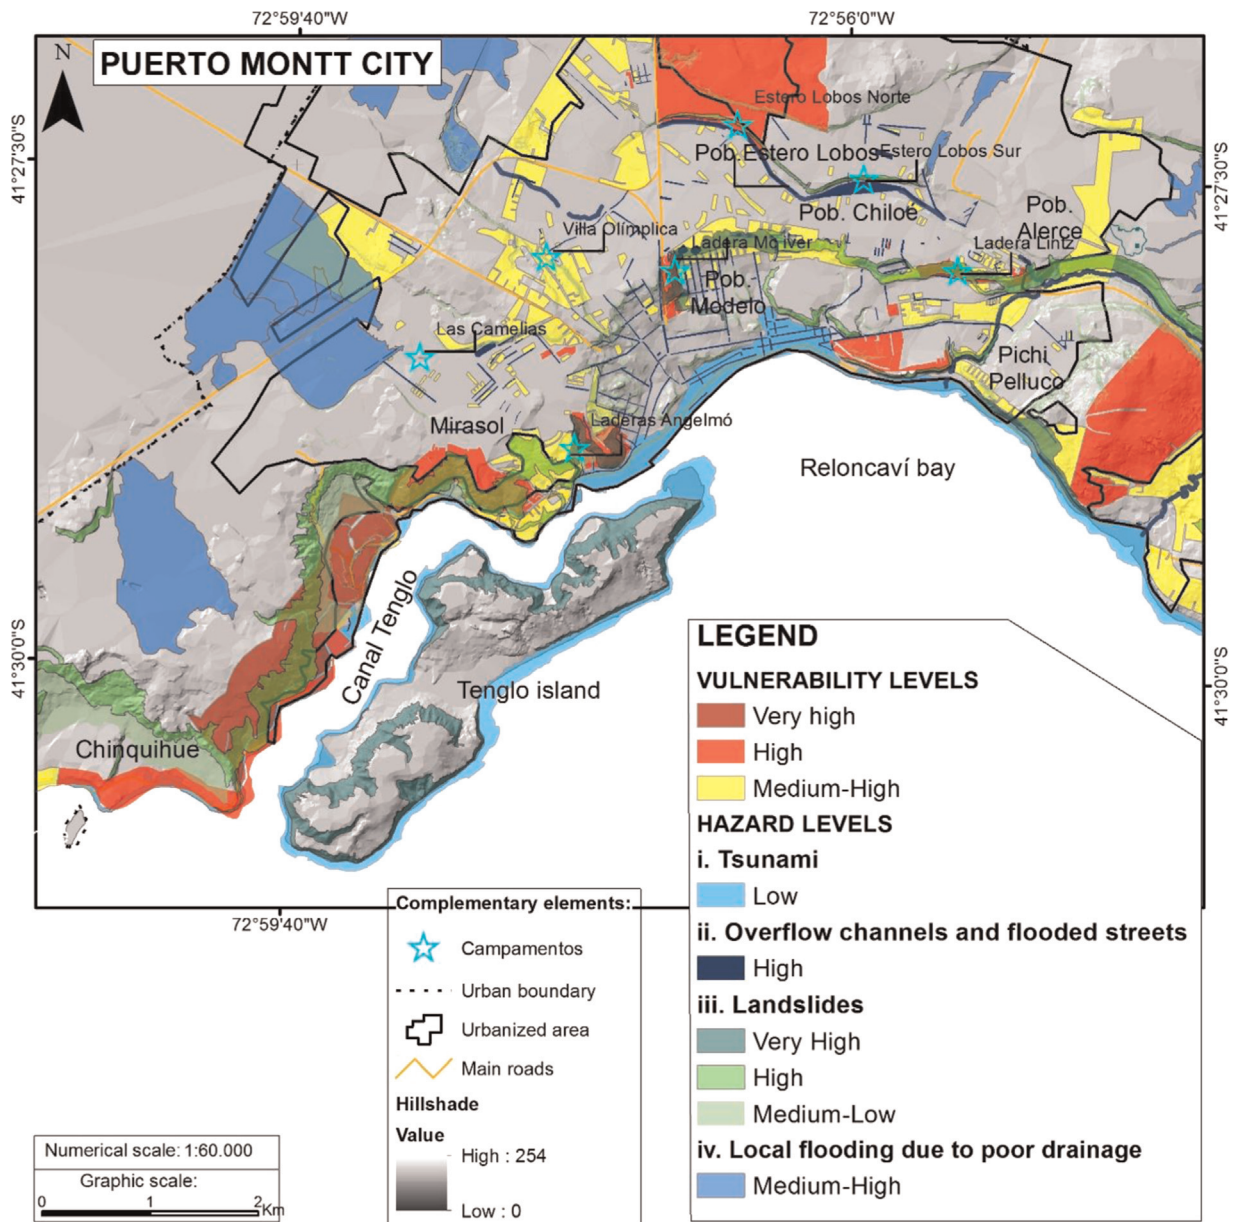 72°59'40"W
72°56'0"W
N
PUERTO MONTT CITY
41°27'30"S
41°27'30"S
Estero Lobos Norte
Pob.Estero Lobos
Estero Lobos Sur
Pob. Chiloé
Pob.
Alerce
Villa Olímplica
Ladera Mc iver
Ladera Lintz
Pob.
Modelo
Las Camelias
Pichi
Pelluco
Mirasol
Laderas Angelmó
Reloncaví bay
Canal Tenglo
Tenglo island
Chinquihue
41°30'0"S
41°30'0"S
72°59'40"W
LEGEND
VULNERABILITY LEVELS
Very high
High
Medium-High
HAZARD LEVELS
i. Tsunami
Low
ii. Overflow channels and flooded streets
High
iii. Landslides
Very High
High
Medium-Low
iv. Local flooding due to poor drainage
Medium-High
Complementary elements:
Campamentos
Urban boundary
Urbanized area
Main roads
Hillshade
Value
High : 254
Low : 0
Numerical scale: 1:60.000
Graphic scale:
0 1 2
Km